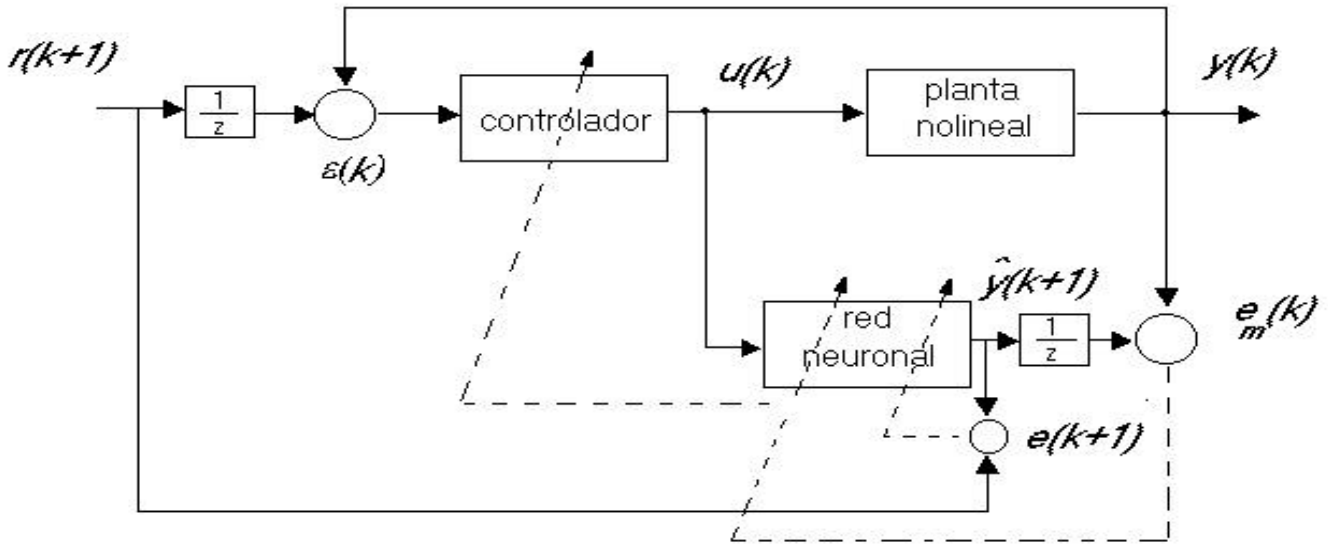 r(k+1)
1
z
ε(k)
controlador
u(k)
planta
nolineal
y(k)
red
neuronal
ŷ(k+1)
1
z
e_m(k)
e(k+1)